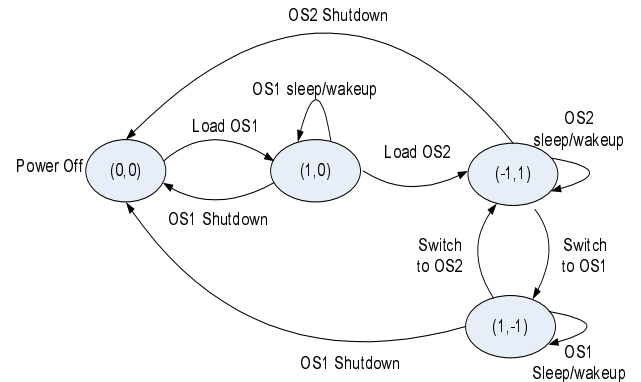 OS2 Shutdown
OS1 sleep/wakeup
OS2
sleep/wakeup
Load OS1
Load OS2
Power Off
(0,0)
(1,0)
(-1,1)
OS1 Shutdown
Switch
to OS2
Switch
to OS1
(1,-1)
OS1 Shutdown
OS1
Sleep/wakeup